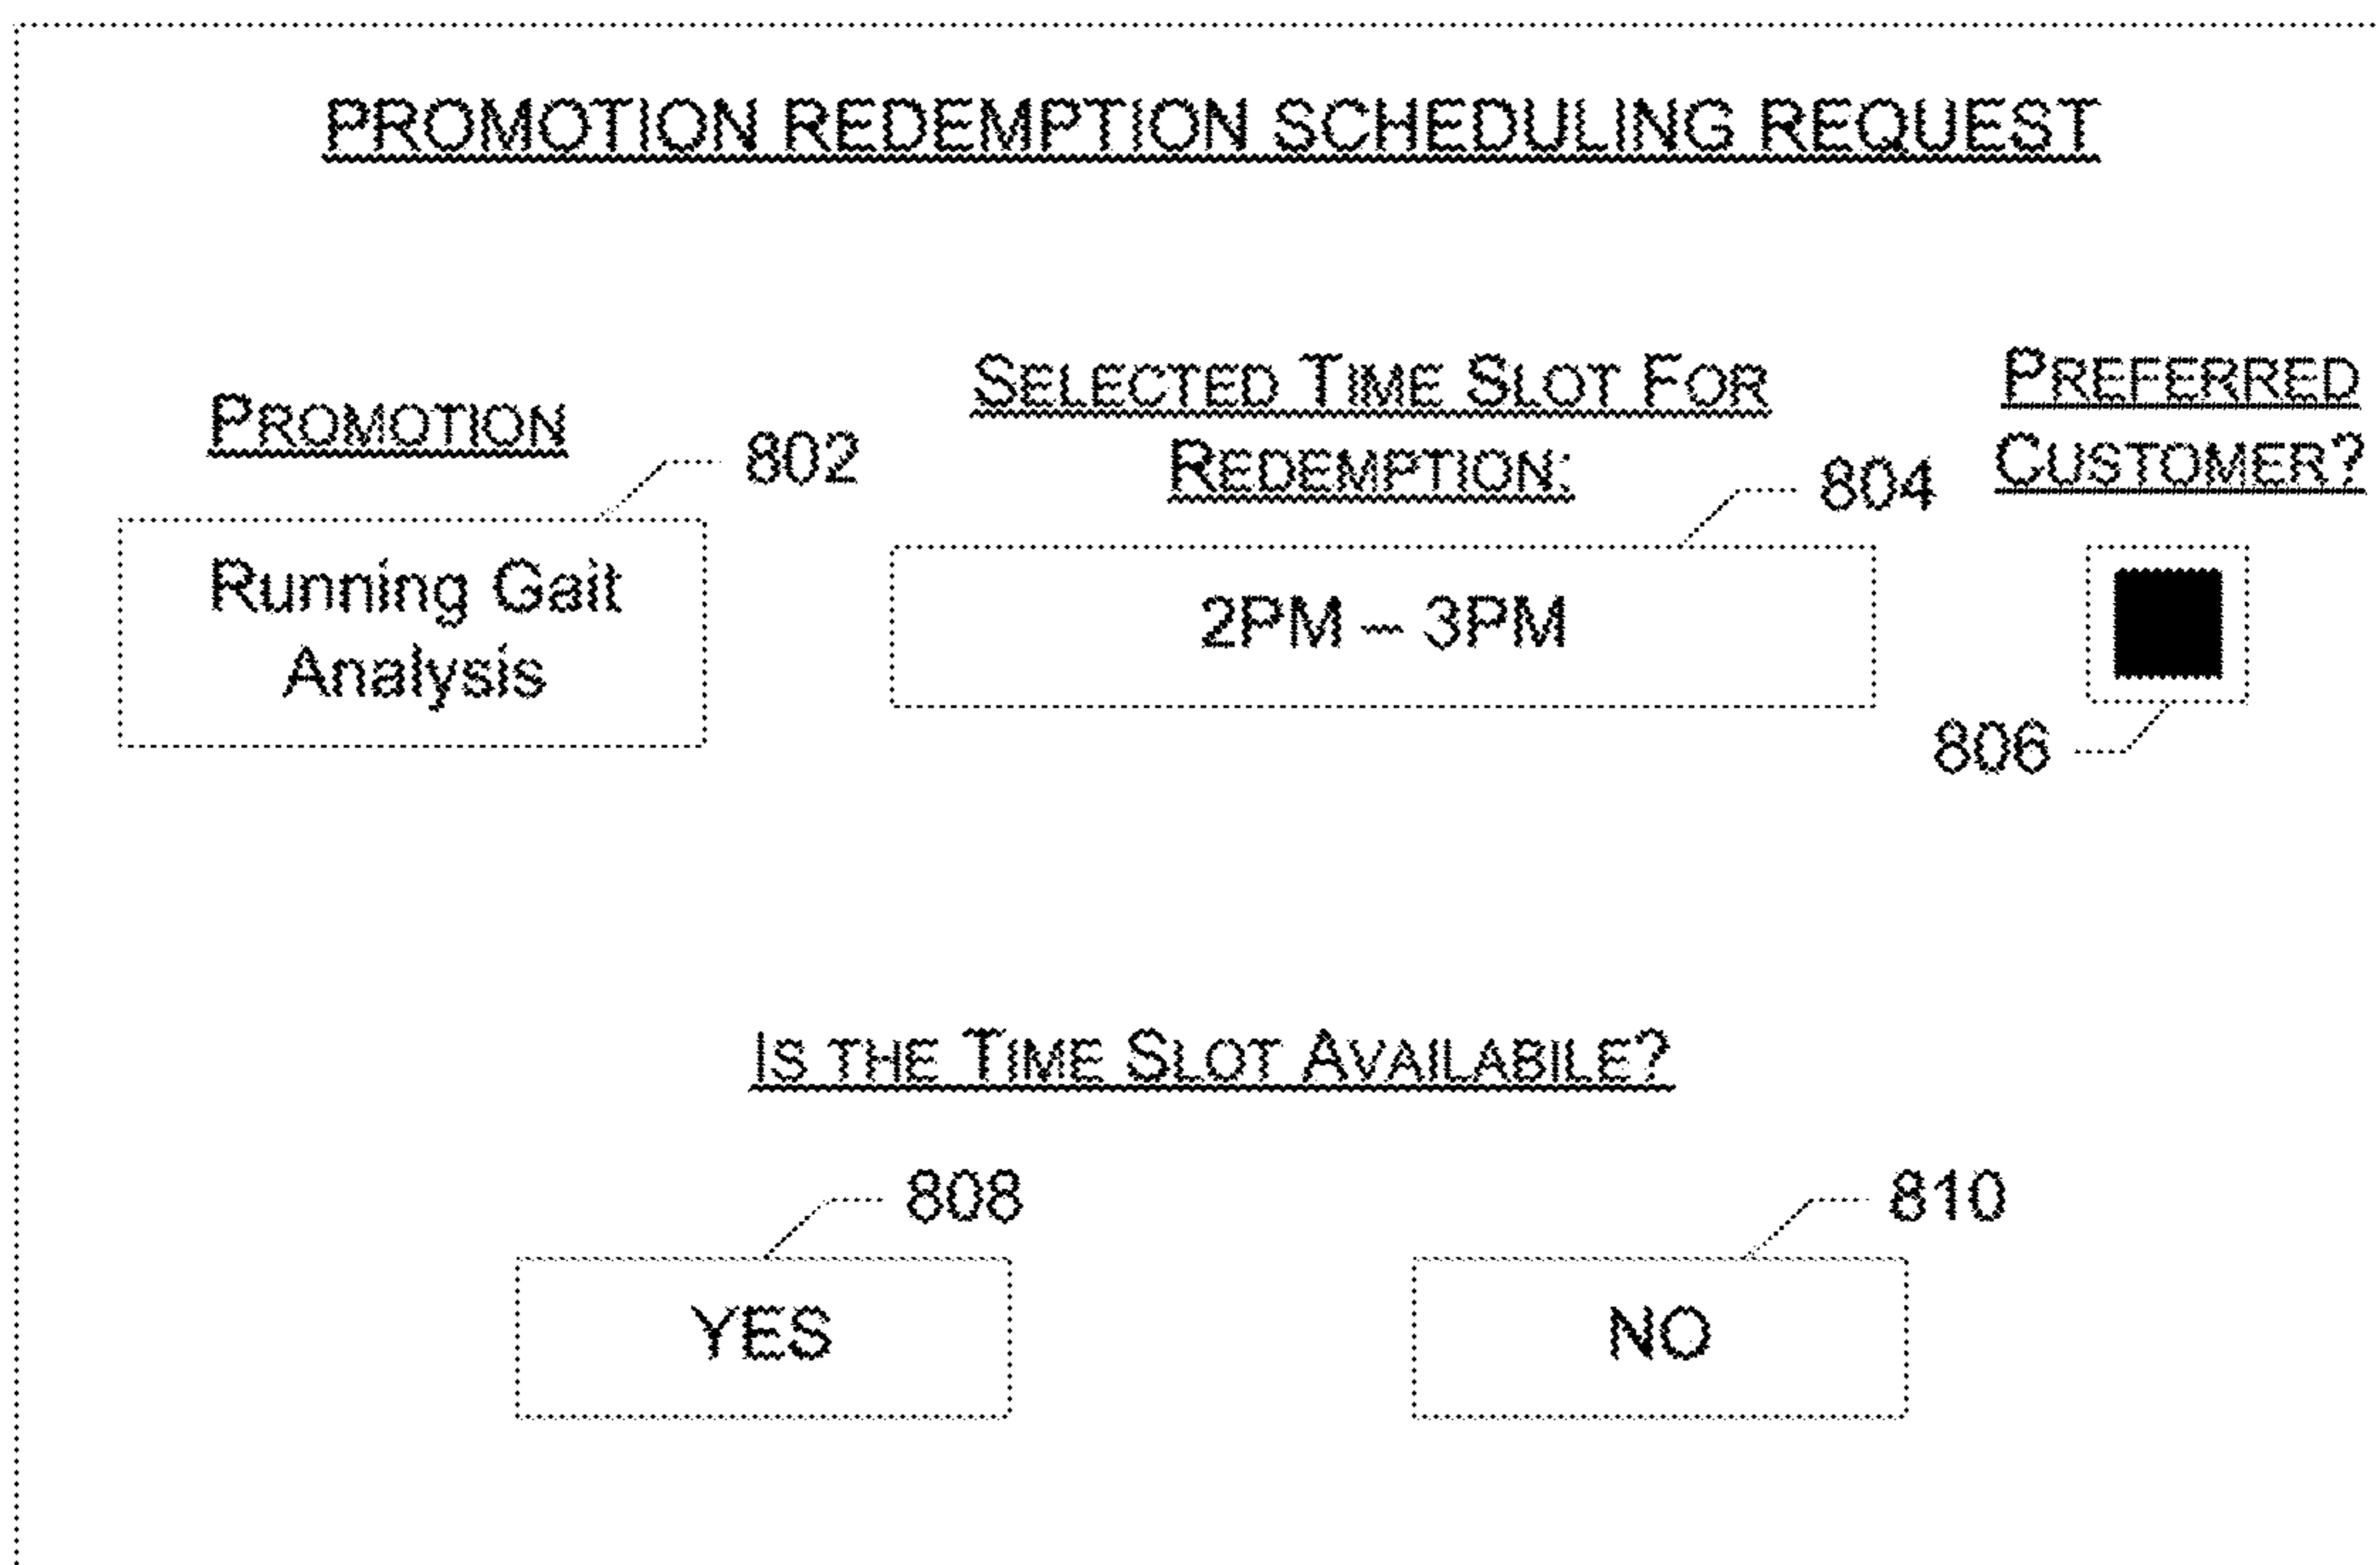 PROMOTION REDEMPTION SCHEDULING REQUEST
PROMOTION
802
Running Gait
Analysis
SELECTED TIME SLOT FOR
REDEMPTION:
804
2PM – 3PM
PREFERRED
CUSTOMER?
806
IS THE TIME SLOT AVAILABILE?
808
YES
810
NO